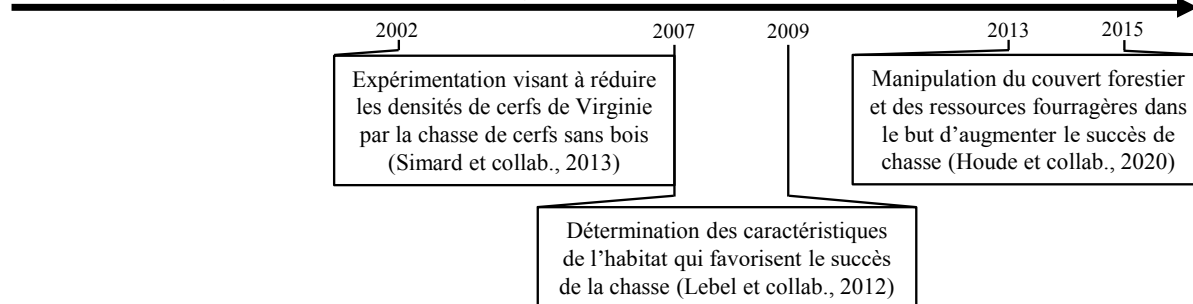 2002
2007
2009
2013
2015
Expérimentation visant à réduire
les densités de cerfs de Virginie
par la chasse de cerfs sans bois
(Simard et collab., 2013)
Manipulation du couvert forestier
et des ressources fourragères dans
le but d’augmenter le succès de
chasse (Houde et collab., 2020)
Détermination des caractéristiques
de l’habitat qui favorisent le succès
de la chasse (Lebel et collab., 2012)